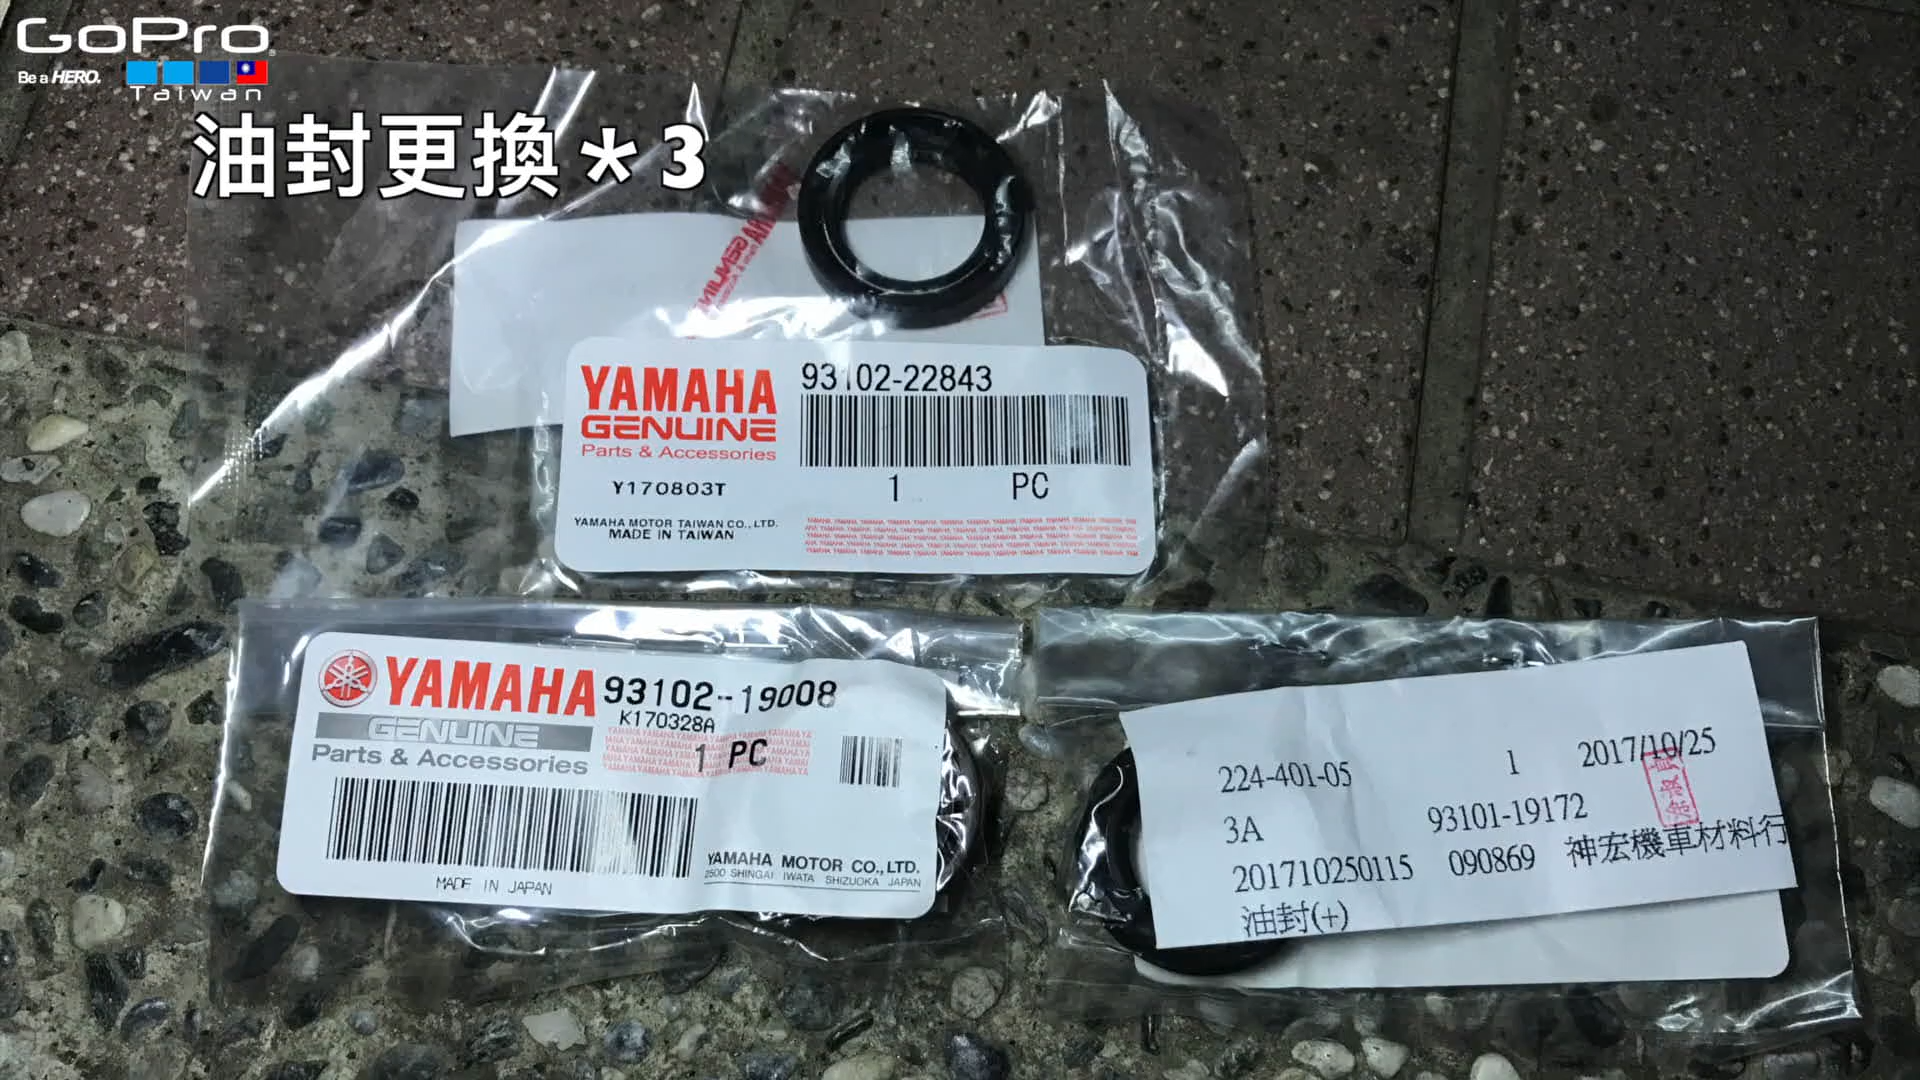 GoPro
Be a HERO.
Taiwan
油封更換＊3
YAMAHA
GENUINE
Parts & Accessories
93102-22843
1 PC
Y170803T
YAMAHA MOTOR TAIWAN CO., LTD.
MADE IN TAIWAN
YAMAHA
GENUINE
Parts & Accessories
93102-19008
K170328A
1 PC
MADE IN JAPAN
YAMAHA MOTOR CO., LTD.
2500 SHINGAI IWATA SHIZUOKA JAPAN
224-401-05 1 2017/10/25
3A 93101-19172
201710250115 090869 神宏機車材料行
油封(+)